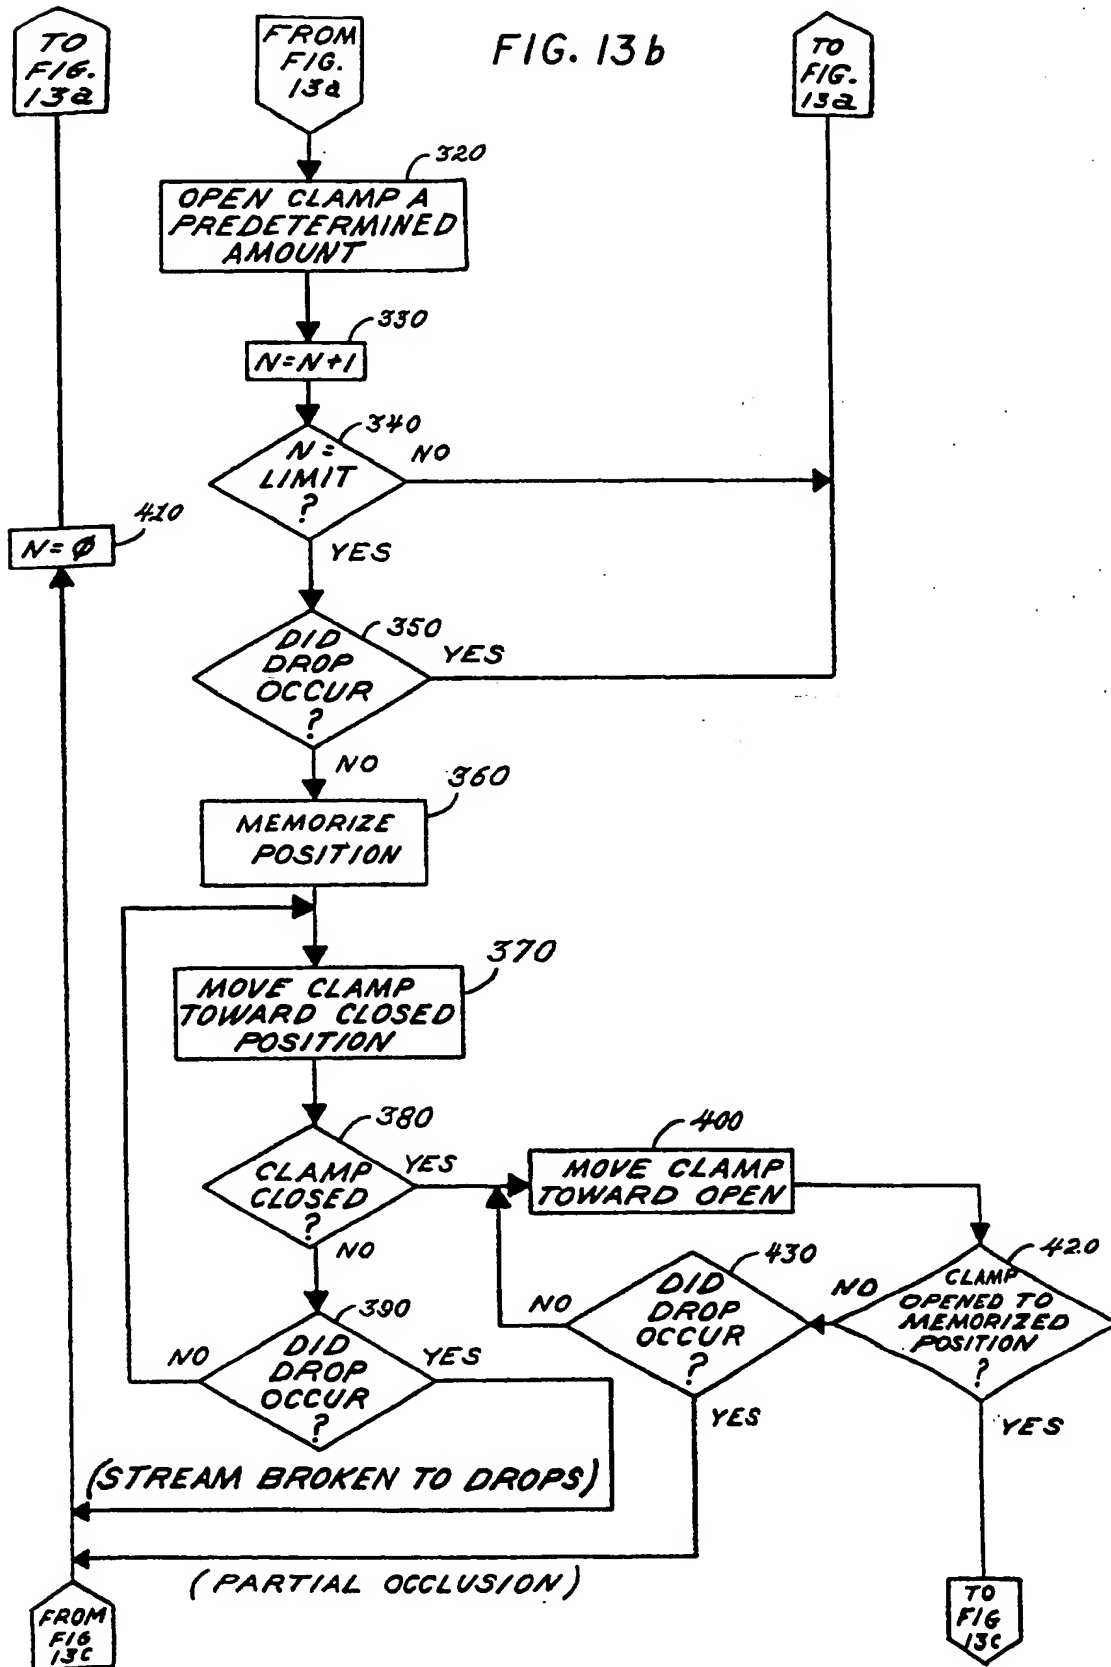 TO
FIG.
13a
FROM
FIG.
13a
FIG. 13b
TO
FIG.
13a
320
OPEN CLAMP A
PREDETERMINED
AMOUNT
330
N=N+1
340
N=
LIMIT
?
NO
YES
410
N=Ø
350
DID
DROP
OCCUR
?
YES
NO
360
MEMORIZE
POSITION
370
MOVE CLAMP
TOWARD CLOSED
POSITION
380
CLAMP
CLOSED
?
YES
NO
400
MOVE CLAMP
TOWARD OPEN
420
CLAMP
OPENED TO
MEMORIZED
POSITION
?
NO
YES
430
DID
DROP
OCCUR
?
NO
YES
390
DID
DROP
OCCUR
?
NO
YES
(STREAM BROKEN TO DROPS)
(PARTIAL OCCLUSION)
FROM
FIG
13c
TO
FIG
13c